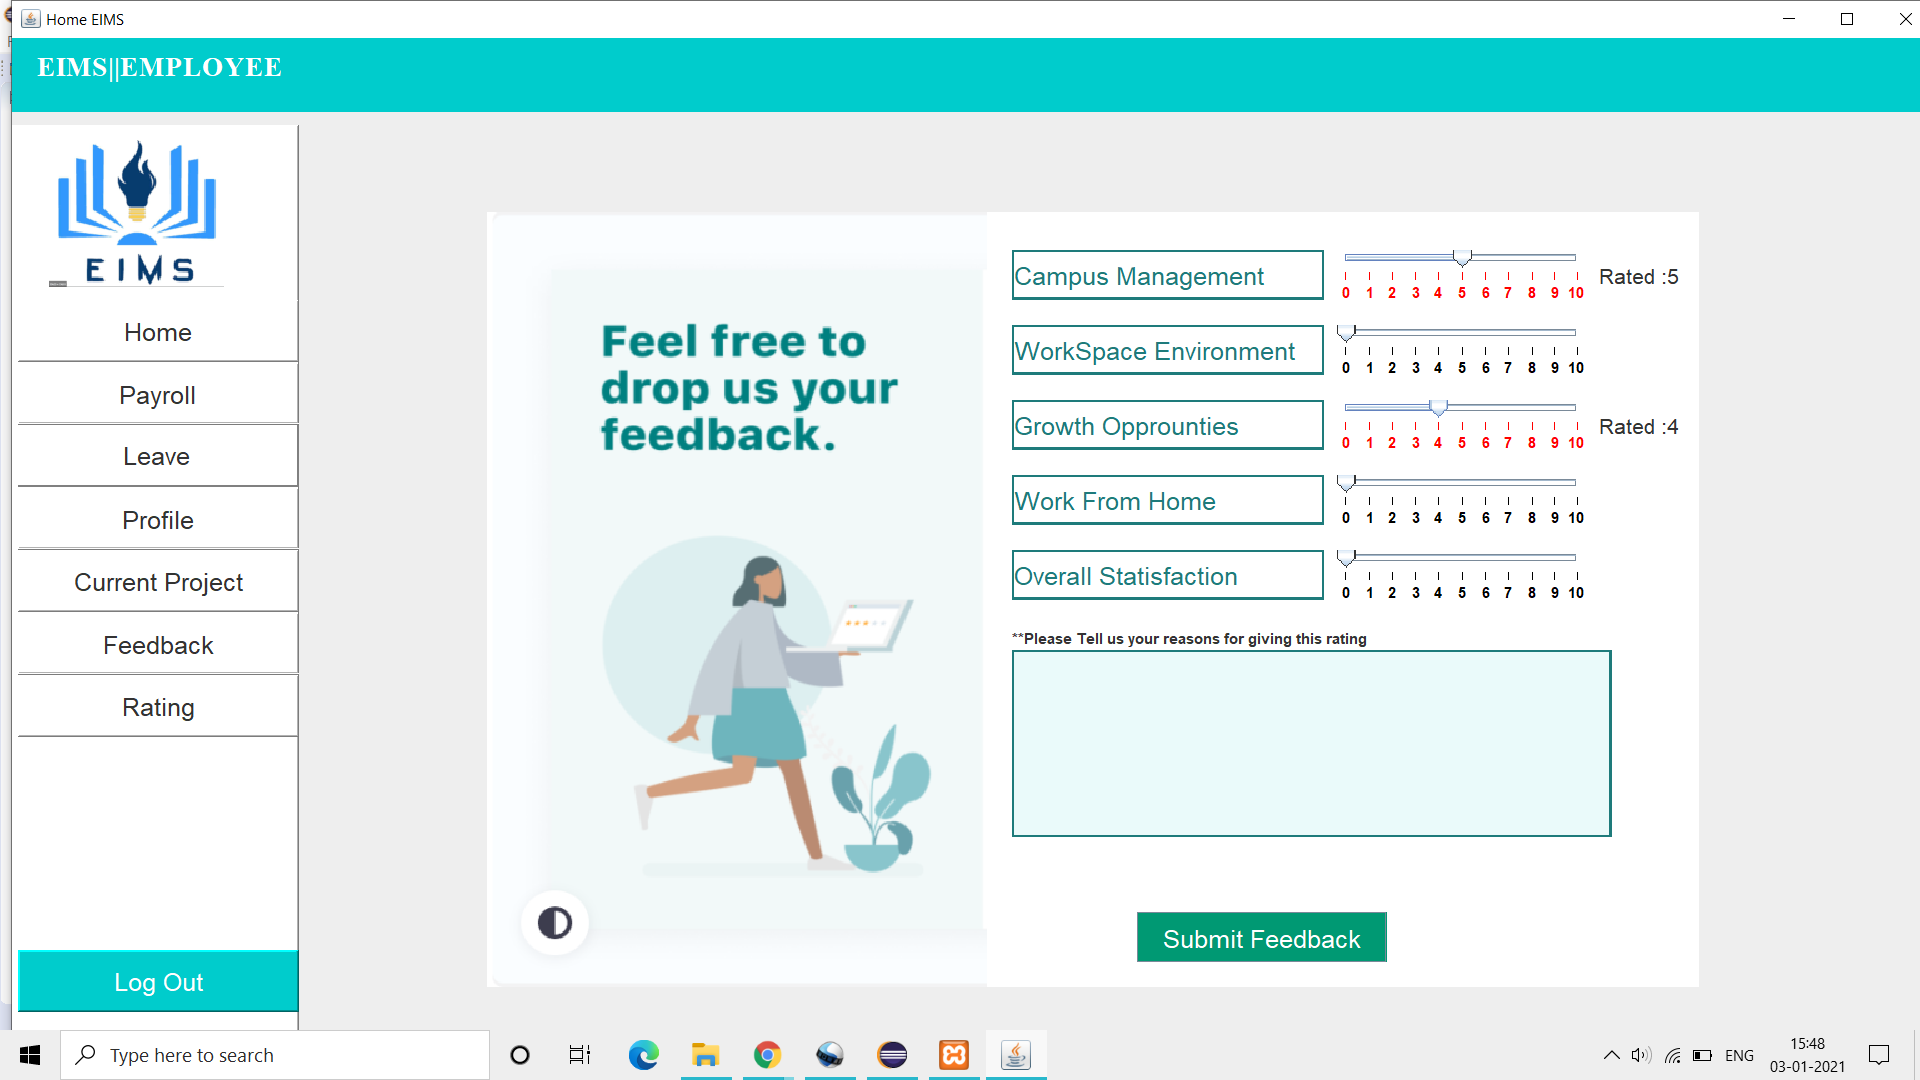 Home EIMS
EIMS||EMPLOYEE
EIMS
Home
Payroll
Leave
Profile
Current Project
Feedback
Rating
Log Out
Feel free to
drop us your
feedback.
Campus Management
0 1 2 3 4 5 6 7 8 9 10
Rated :5
WorkSpace Environment
0 1 2 3 4 5 6 7 8 9 10
Growth Opprounties
0 1 2 3 4 5 6 7 8 9 10
Rated :4
Work From Home
0 1 2 3 4 5 6 7 8 9 10
Overall Statisfaction
0 1 2 3 4 5 6 7 8 9 10
**Please Tell us your reasons for giving this rating
Submit Feedback
Type here to search
ENG
15:48
03-01-2021